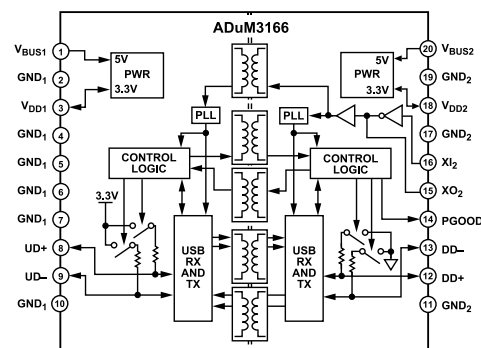 ADuM3166
VBUS1 1
GND1 2
VDD1 3
GND1 4
GND1 5
GND1 6
GND1 7
UD+ 8
UD– 9
GND1 10
5V
PWR
3.3V
PLL
CONTROL
LOGIC
3.3V
USB
RX
AND
TX
5V
PWR
3.3V
PLL
CONTROL
LOGIC
USB
RX
AND
TX
20 VBUS2
19 GND2
18 VDD2
17 GND2
16 XI2
15 XO2
14 PGOOD
13 DD–
12 DD+
11 GND2